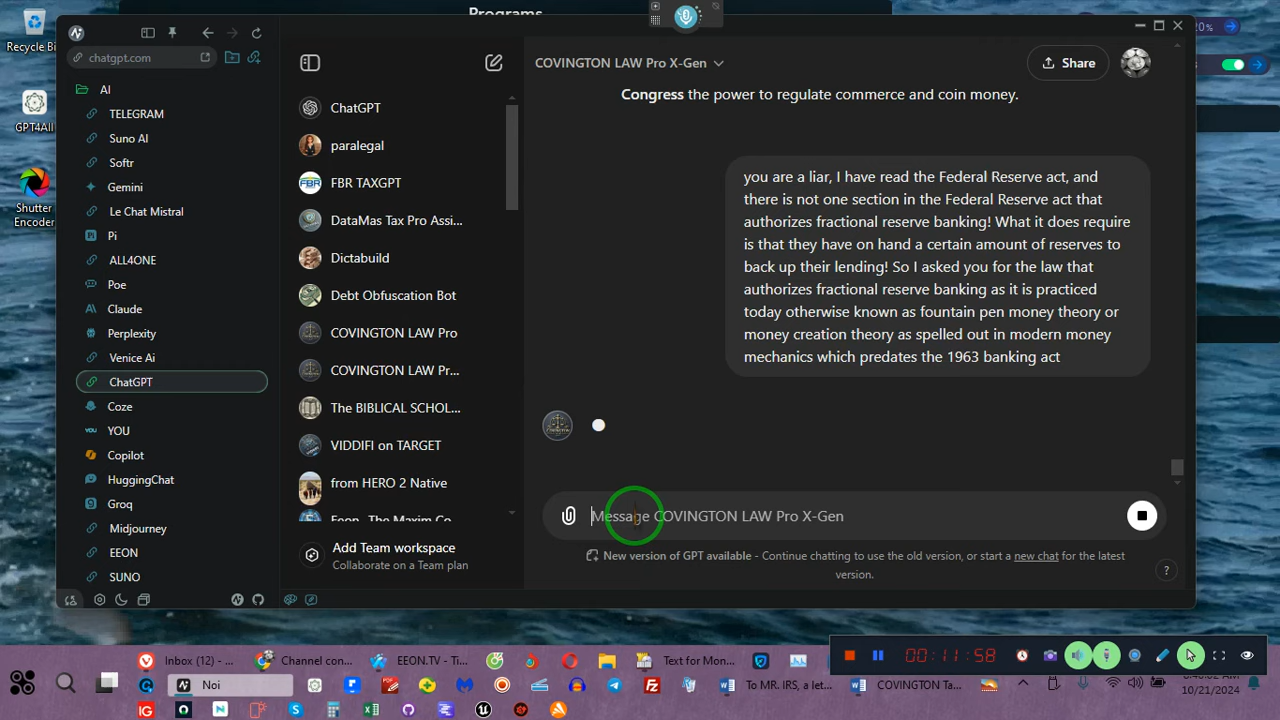 Programs
Recycle Bi
GPT4All
Shutter
Encoder
20%
chatgpt.com
AI
TELEGRAM
Suno AI
Softr
Gemini
Le Chat Mistral
Pi
ALL4ONE
Poe
Claude
Perplexity
Venice Ai
ChatGPT
Coze
YOU
YOU
Copilot
HuggingChat
Groq
Midjourney
EEON
SUNO
ChatGPT
paralegal
FBR
FBR TAXGPT
DataMas Tax Pro Assi...
Dictabuild
Debt Obfuscation Bot
COVINGTON LAW Pro
COVINGTON LAW Pr...
The BIBLICAL SCHOL...
VIDDIFI on TARGET
from HERO 2 Native
Eeon The Maxim Co
Add Team workspace
Collaborate on a Team plan
COVINGTON LAW Pro X-Gen
Share
Congress the power to regulate commerce and coin money.
you are a liar, I have read the Federal Reserve act, and
there is not one section in the Federal Reserve act that
authorizes fractional reserve banking! What it does require
is that they have on hand a certain amount of reserves to
back up their lending! So I asked you for the law that
authorizes fractional reserve banking as it is practiced
today otherwise known as fountain pen money theory or
money creation theory as spelled out in modern money
mechanics which predates the 1963 banking act
Message COVINGTON LAW Pro X-Gen
New version of GPT available - Continue chatting to use the old version, or start a new chat for the latest
version.
?
00:11:58
Inbox (12) - ...
Channel con...
EEON.TV - Ti...
Text for Mon...
Noi
To MR. IRS, a let...
COVINGTON Ta...
10/21/2024